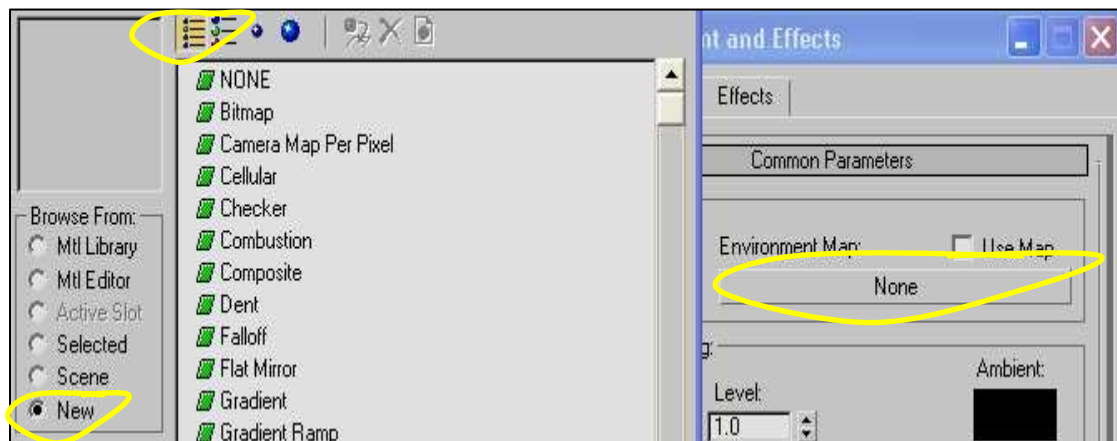 NONE
Bitmap
Camera Map Per Pixel
Cellular
Checker
Combustion
Composite
Dent
Falloff
Flat Mirror
Gradient
Gradient Ramp
Browse From:
Mtl Library
Mtl Editor
Active Slot
Selected
Scene
New
nt and Effects
Effects
Common Parameters
Environment Map: Use Map
None
g:
Level: Ambient:
1.0